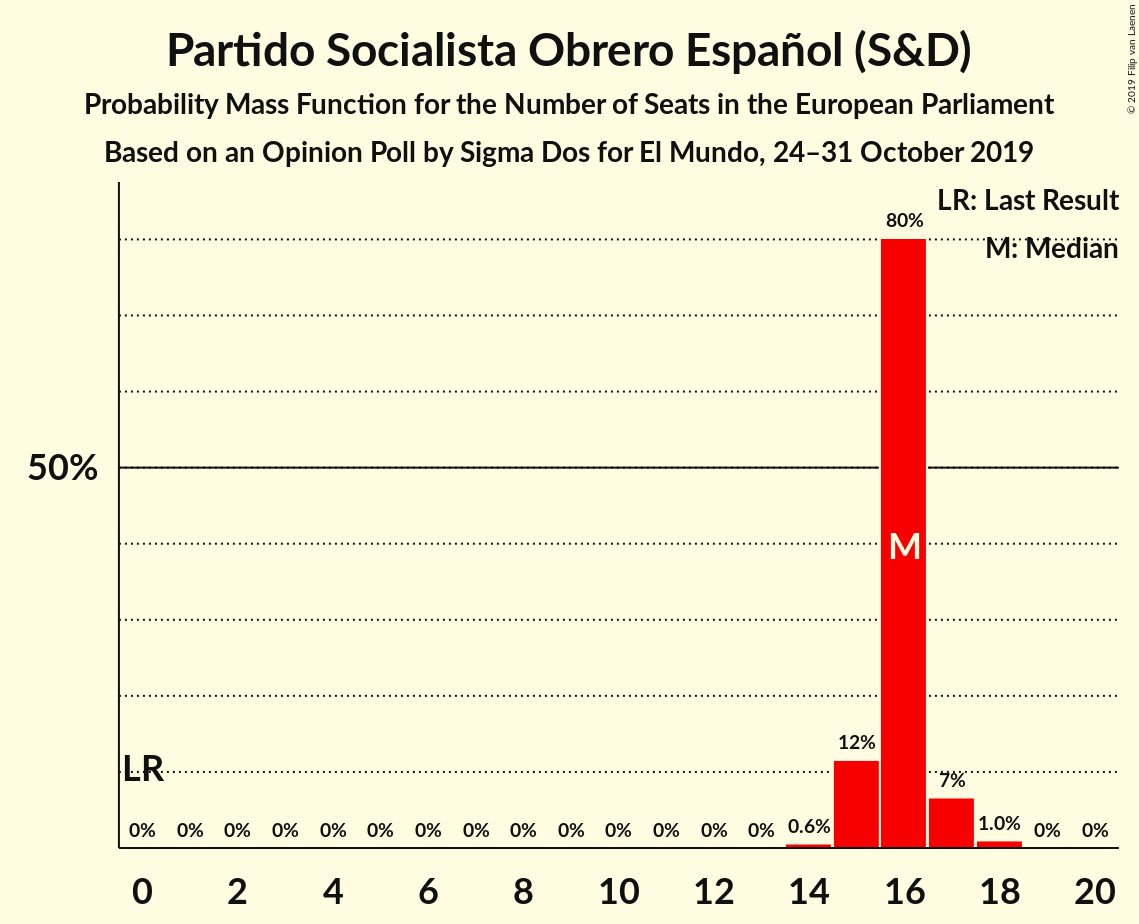 Partido Socialista Obrero Español (S&D)
Probability Mass Function for the Number of Seats in the European Parliament
Based on an Opinion Poll by Sigma Dos for El Mundo, 24–31 October 2019
© 2019 Filip van Laenen
LR: Last Result
M: Median
80%
50%
M
12%
LR
7%
0% 0% 0% 0% 0% 0% 0% 0% 0% 0% 0% 0% 0% 0% 0.6% 1.0% 0% 0%
0 2 4 6 8 10 12 14 16 18 20